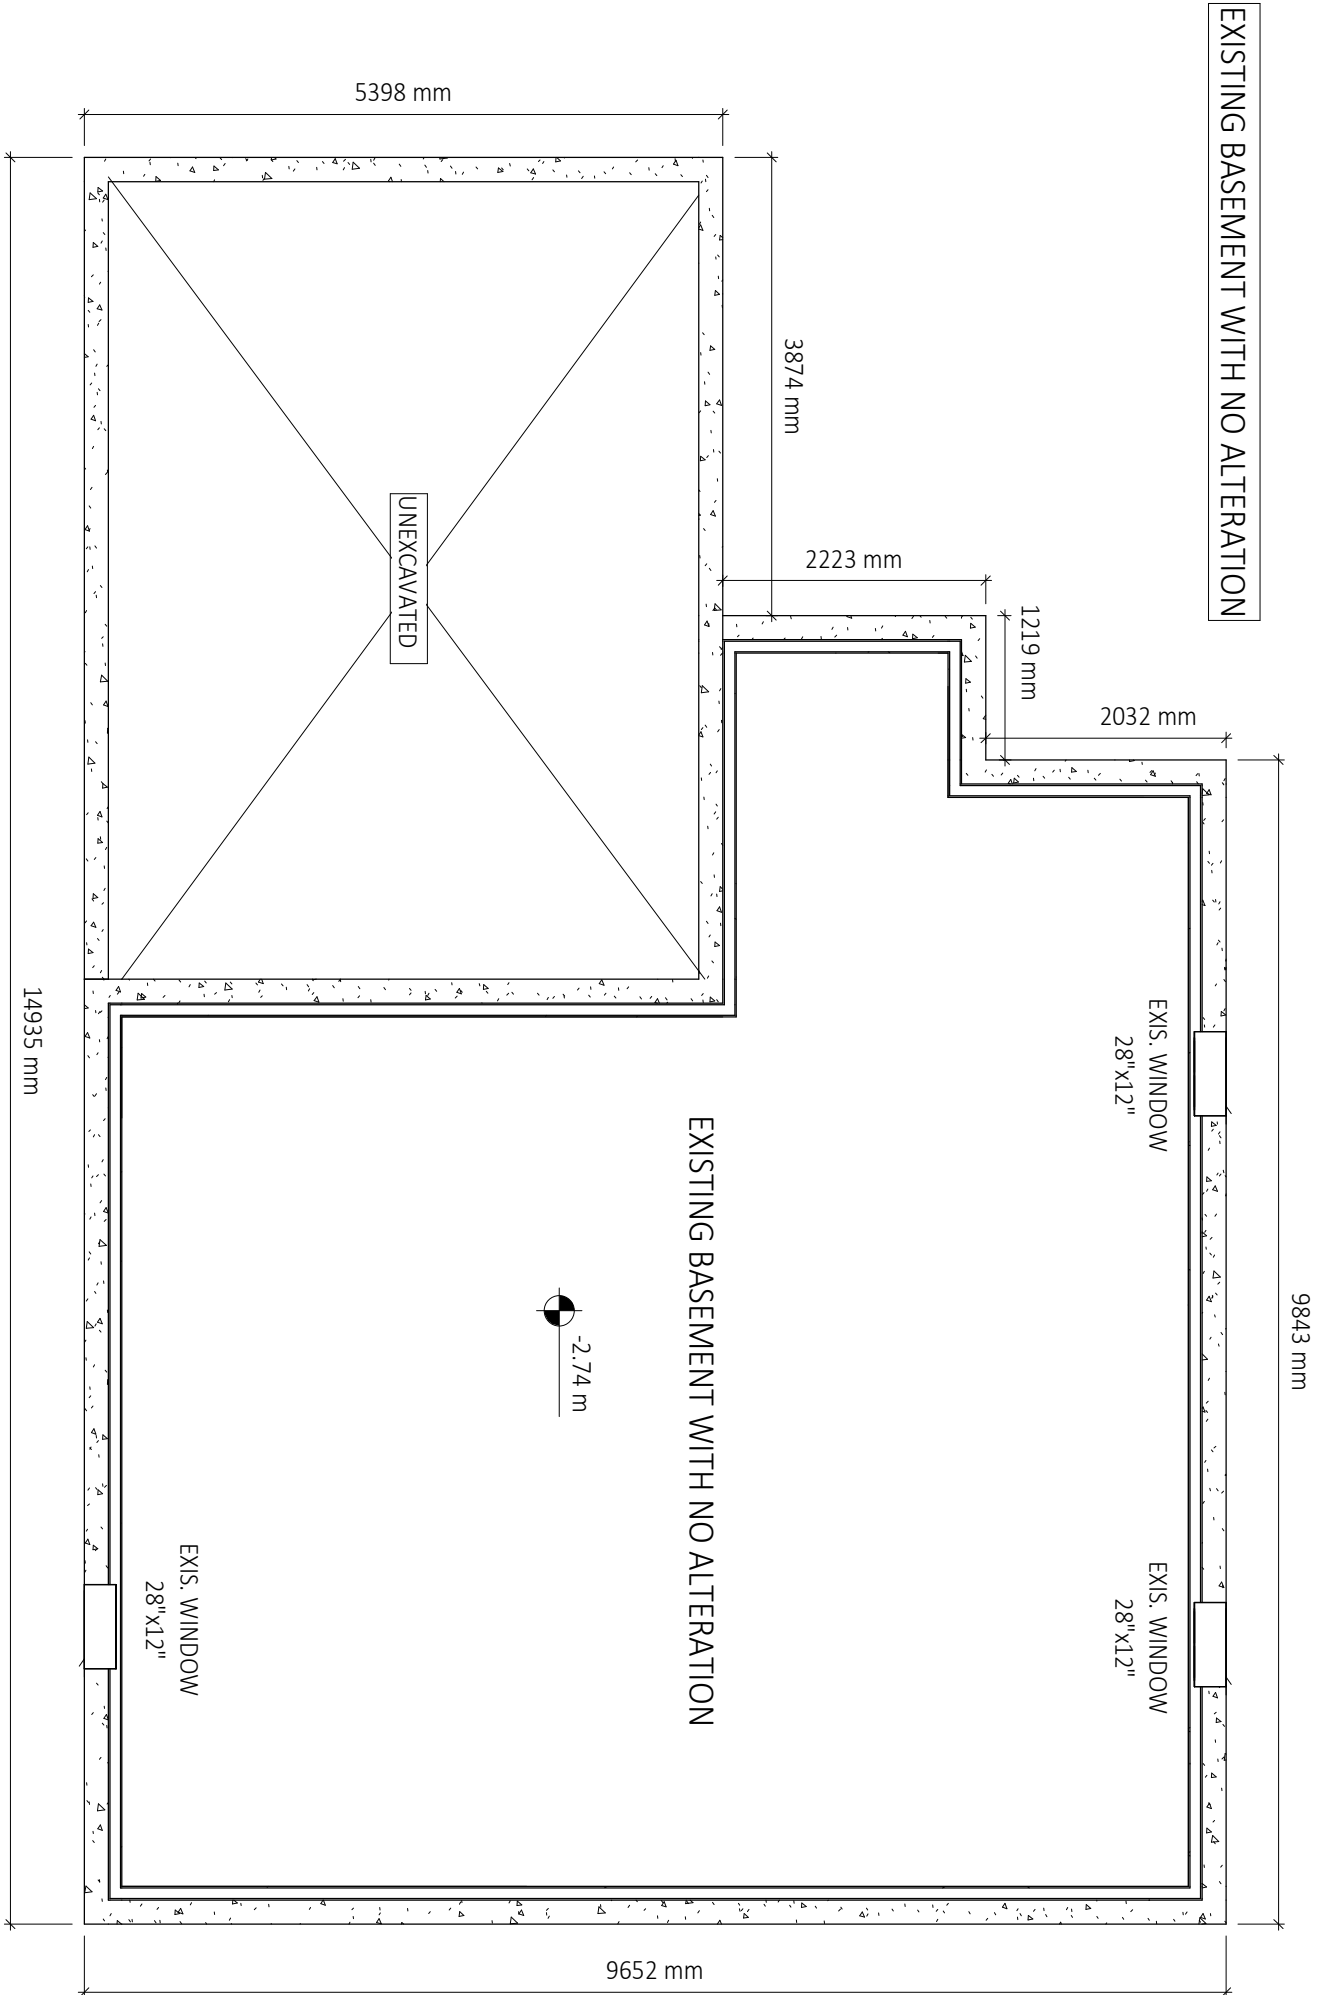 EXISTING BASEMENT WITH NO ALTERATION
5398 mm
3874 mm
2223 mm
1219 mm
2032 mm
UNEXCAVATED
14935 mm
9843 mm
EXIS. WINDOW
28"x12"
EXISTING BASEMENT WITH NO ALTERATION
-2.74 m
EXIS. WINDOW
28"x12"
EXIS. WINDOW
28"x12"
9652 mm